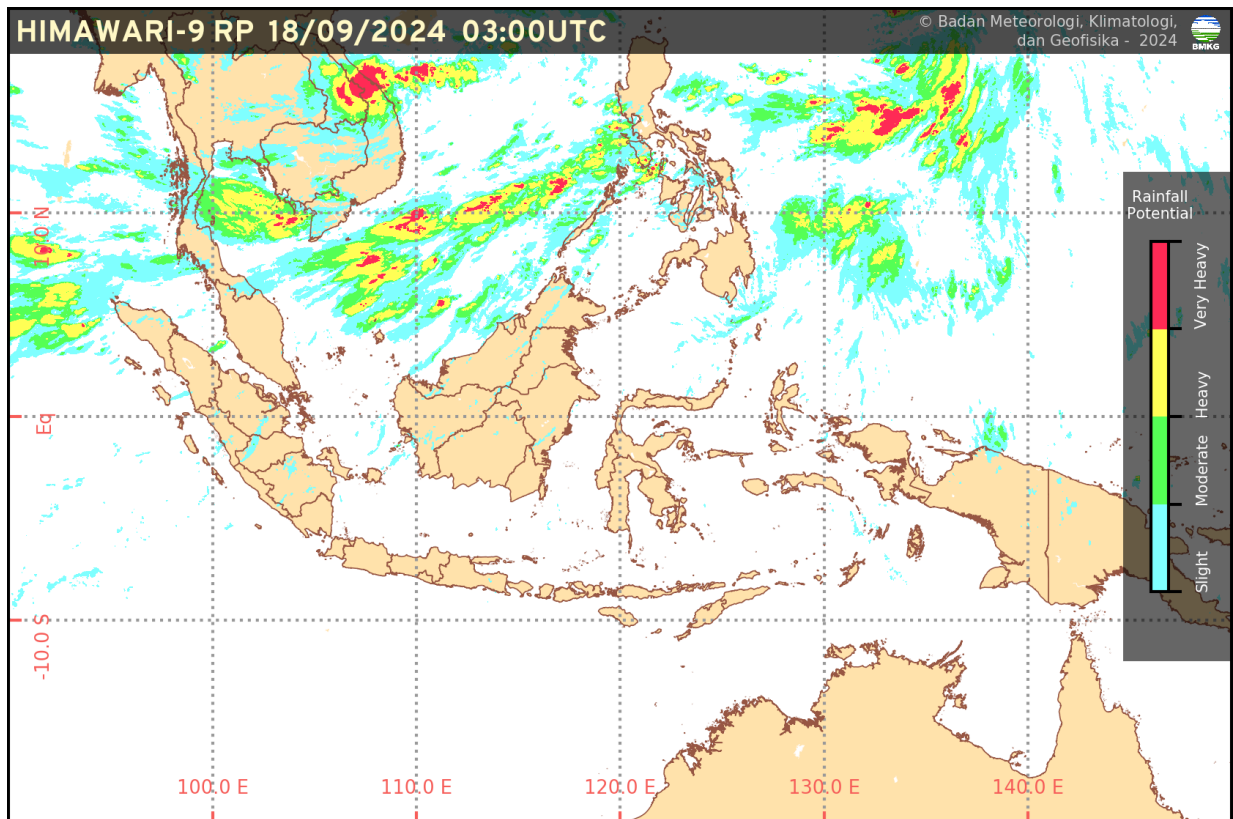 HIMAWARI-9 RP 18/09/2024 03:00UTC
© Badan Meteorologi, Klimatologi,
dan Geofisika - 2024
BMKG
Rainfall
Potential
Very Heavy
Heavy
Moderate
Slight
10.0 N
Eq
-10.0 S
100.0 E 110.0 E 120.0 E 130.0 E 140.0 E